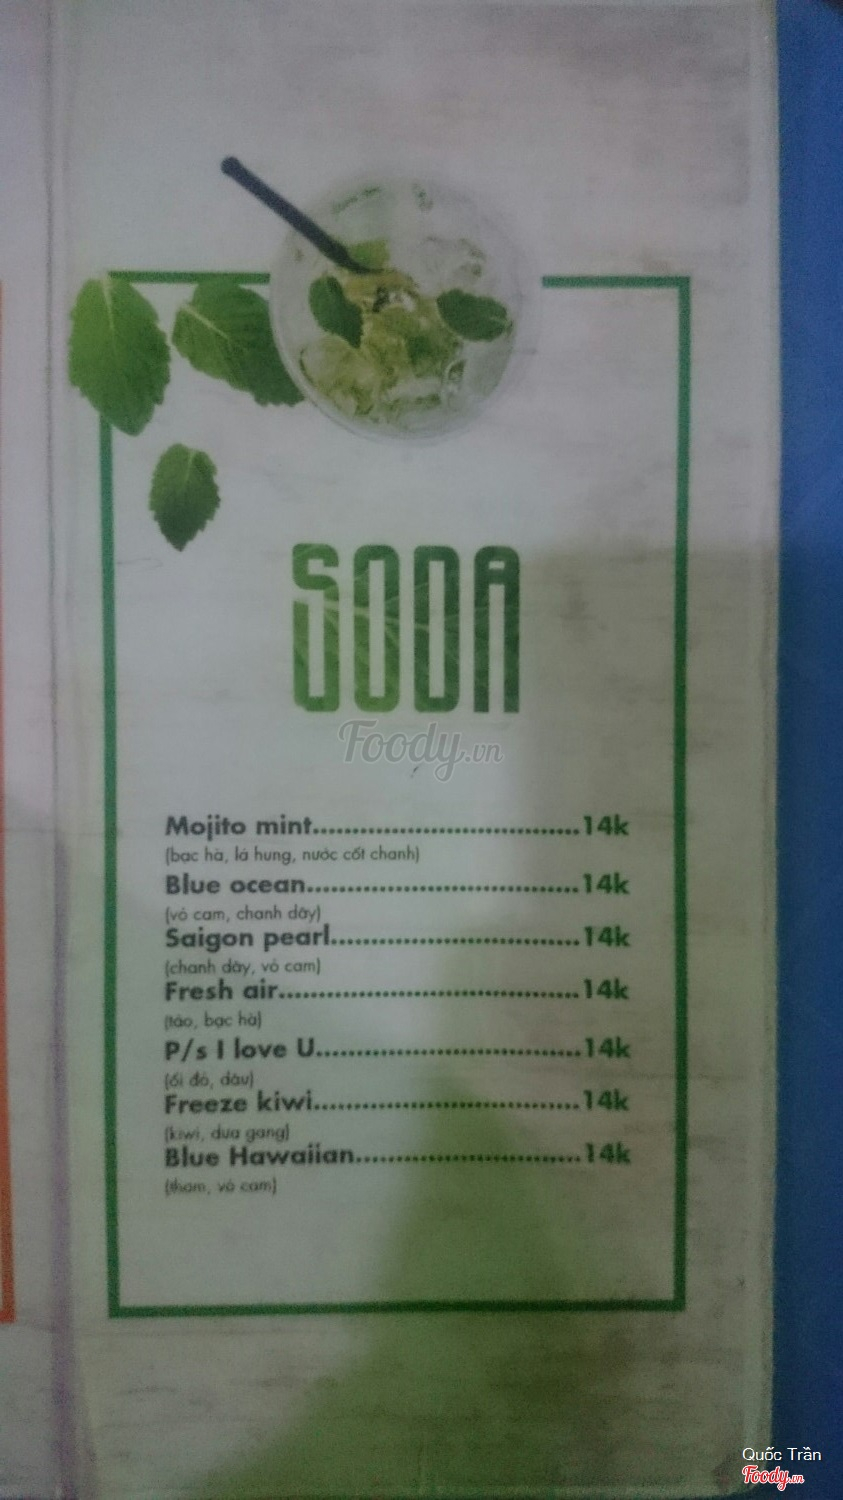 SODA
Foody.vn
Mojito mint..................................14k
(bạc hà, lá hung, nước cốt chanh)
Blue ocean...................................14k
(vỏ cam, chanh dây)
Saigon pearl................................14k
(chanh dây, vỏ cam)
Fresh air.......................................14k
(táo, bạc hà)
P/s I love U..................................14k
(ổi đỏ, dâu)
Freeze kiwi..................................14k
(kiwi, dưa gang)
Blue Hawaiian.............................14k
(thơm, vỏ cam)
Quốc Trần
Foody.vn